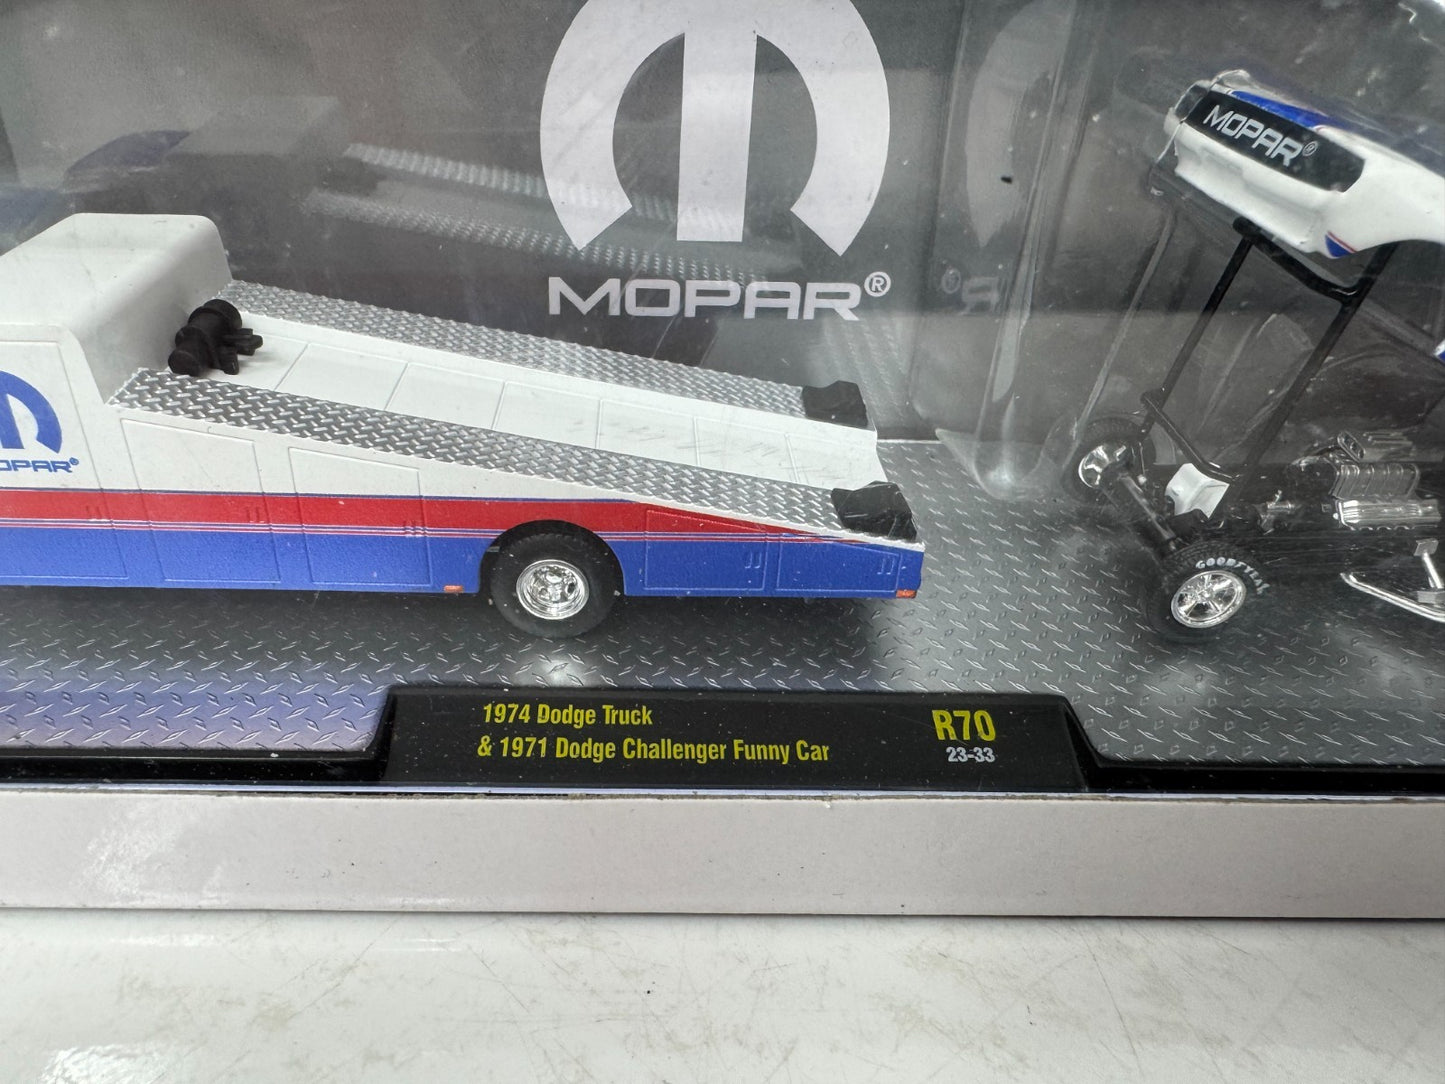 MOPAR®
MOPAR®
OPAR®
GOODYEAR
1974 Dodge Truck
& 1971 Dodge Challenger Funny Car
R70
23-33